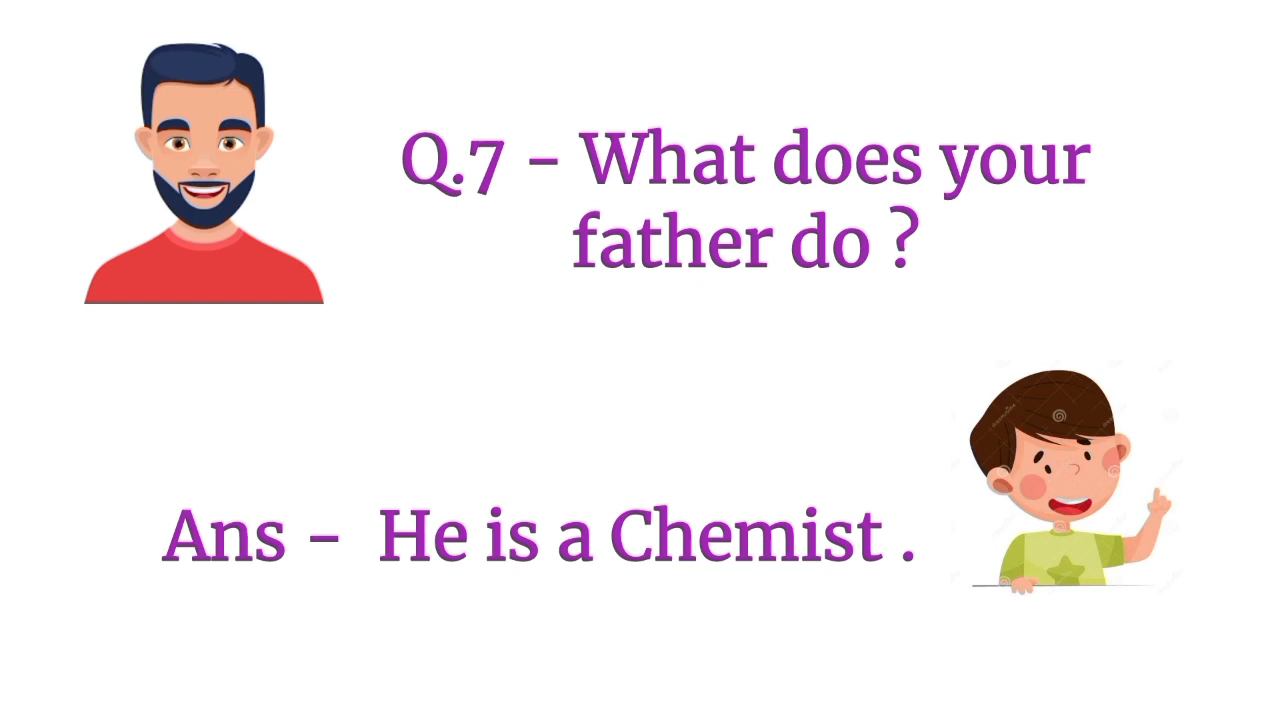 Q.7 - What does your
father do ?
Ans -  He is a Chemist .